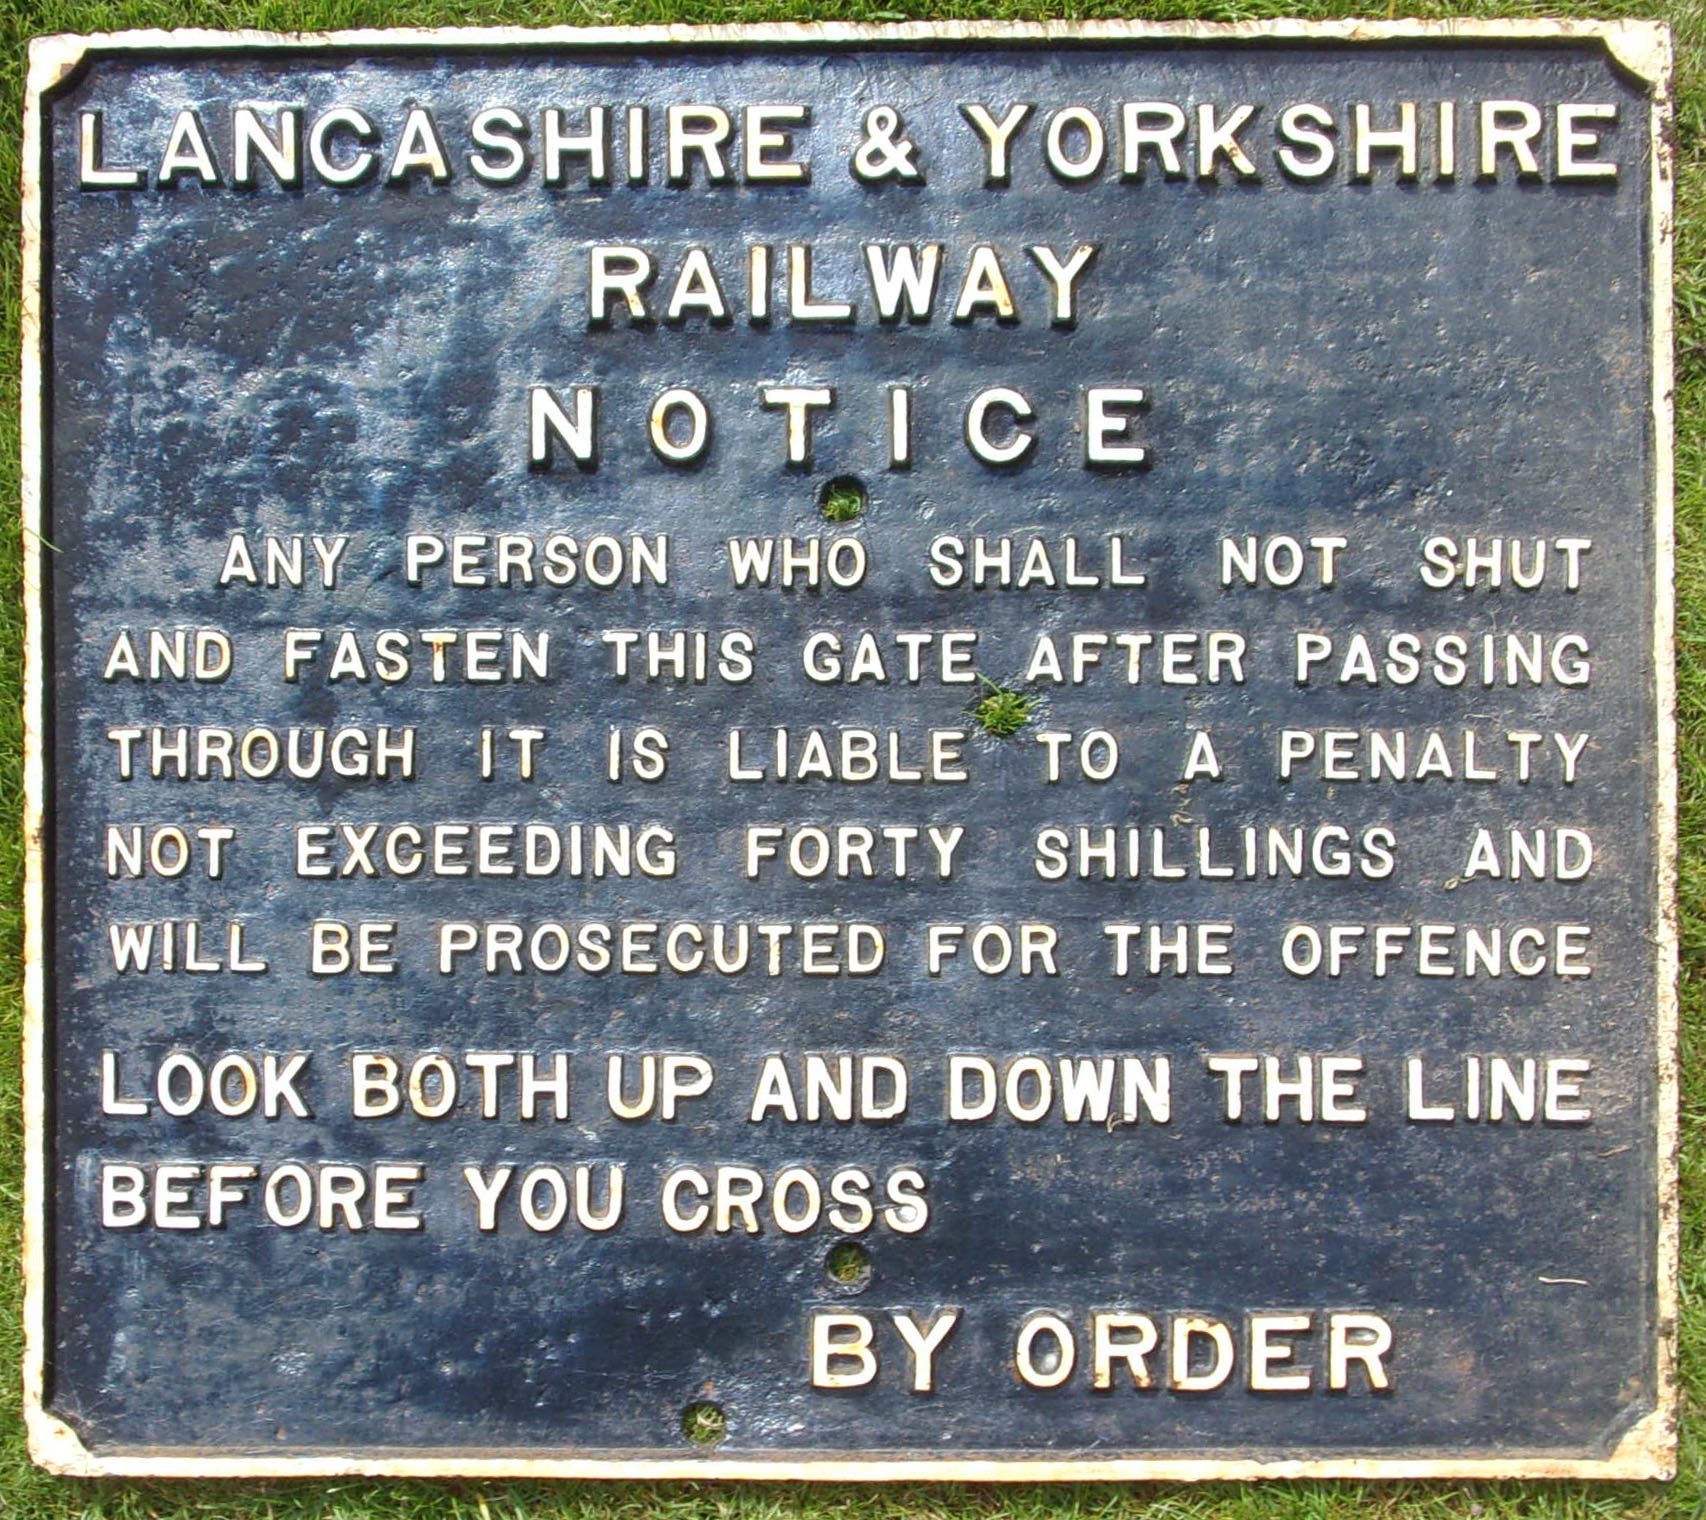 LANCASHIRE & YORKSHIRE
RAILWAY
NOTICE
ANY PERSON WHO SHALL NOT SHUT
AND FASTEN THIS GATE AFTER PASSING
THROUGH IT IS LIABLE TO A PENALTY
NOT EXCEEDING FORTY SHILLINGS AND
WILL BE PROSECUTED FOR THE OFFENCE
LOOK BOTH UP AND DOWN THE LINE
BEFORE YOU CROSS
BY ORDER